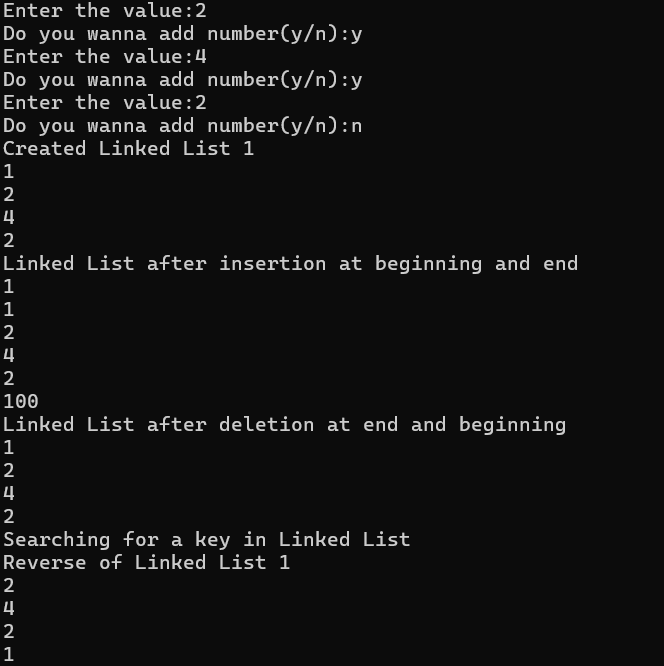 Enter the value:2
Do you wanna add number(y/n):y
Enter the value:4
Do you wanna add number(y/n):y
Enter the value:2
Do you wanna add number(y/n):n
Created Linked List 1
1
2
4
2
Linked List after insertion at beginning and end
1
1
2
4
2
100
Linked List after deletion at end and beginning
1
2
4
2
Searching for a key in Linked List
Reverse of Linked List 1
2
4
2
1